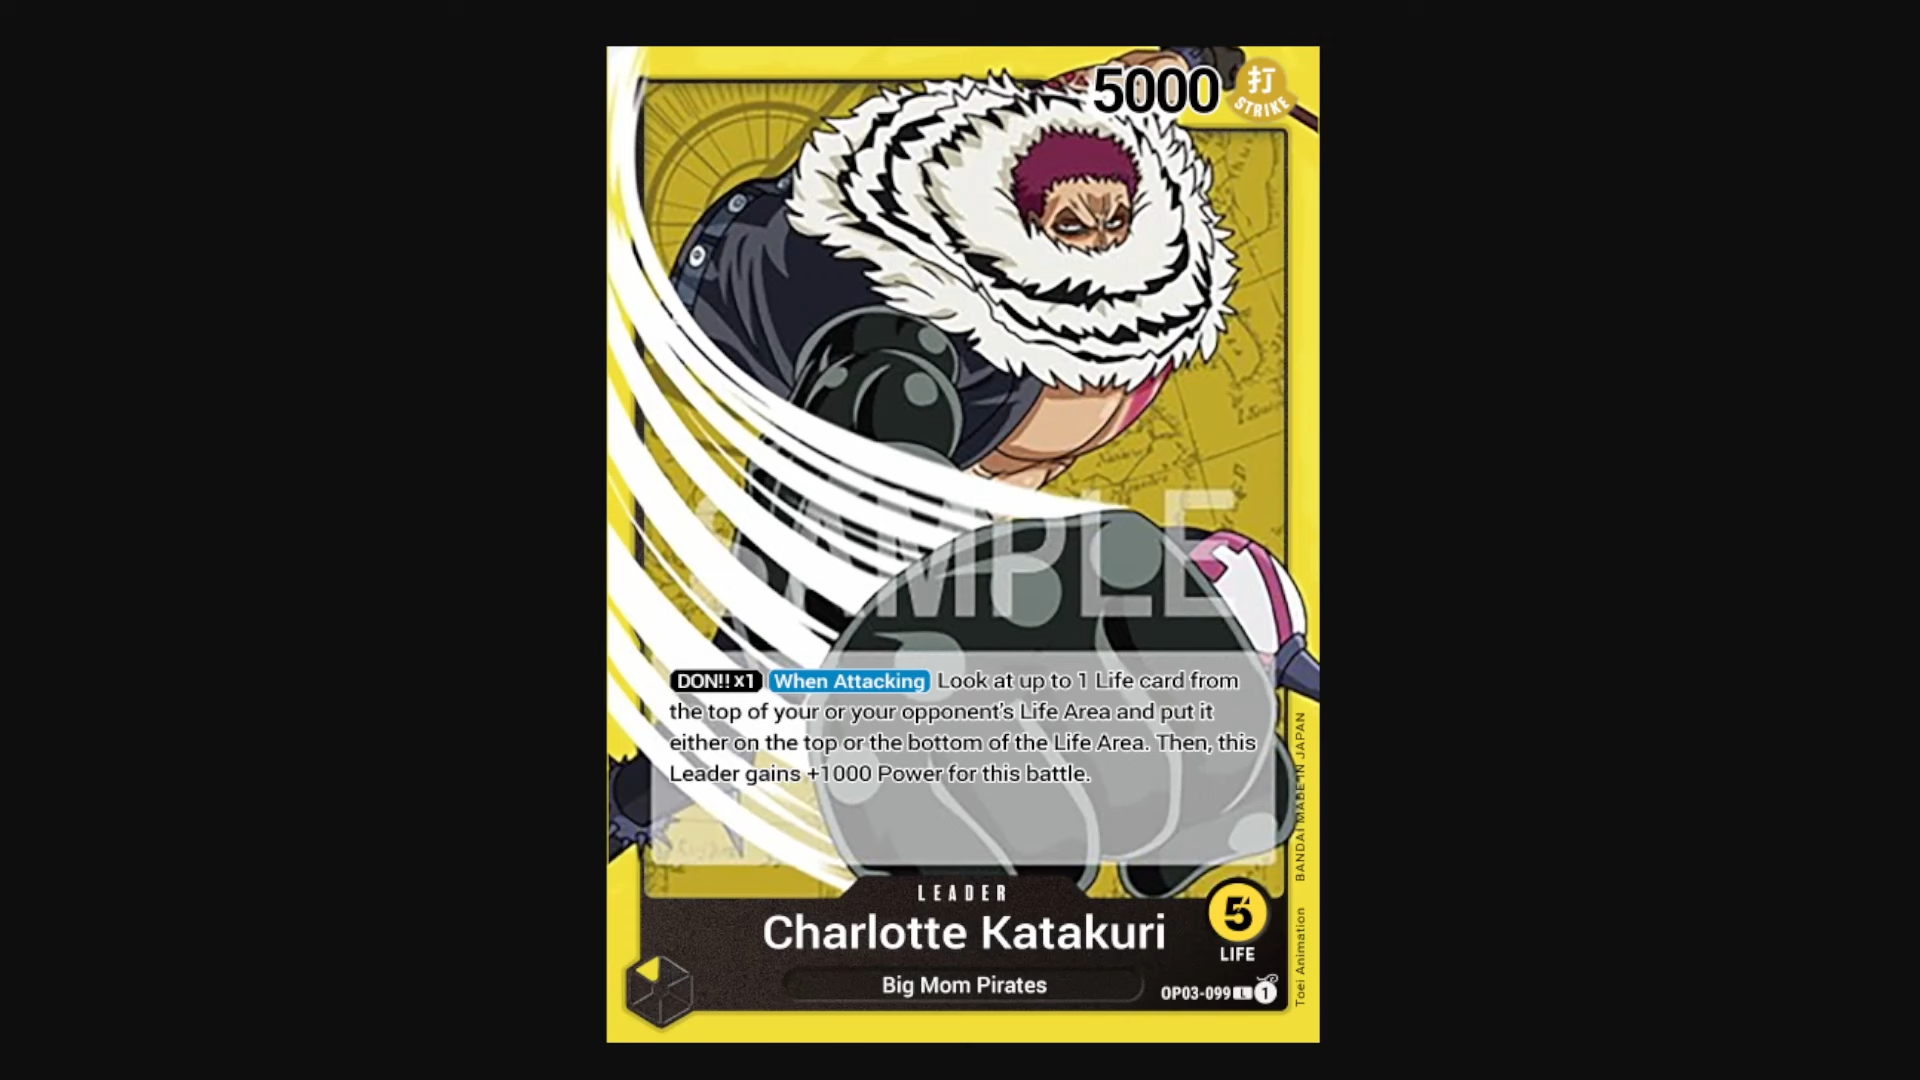 5000
打
STRIKE
SAMPLE
DON!!×1 When Attacking Look at up to 1 Life card from
the top of your or your opponent's Life Area and put it
either on the top or the bottom of the Life Area. Then, this
Leader gains +1000 Power for this battle.
LEADER
Charlotte Katakuri
5
LIFE
Big Mom Pirates
OP03-099 L 1
Toei Animation BANDAI MADE IN JAPAN